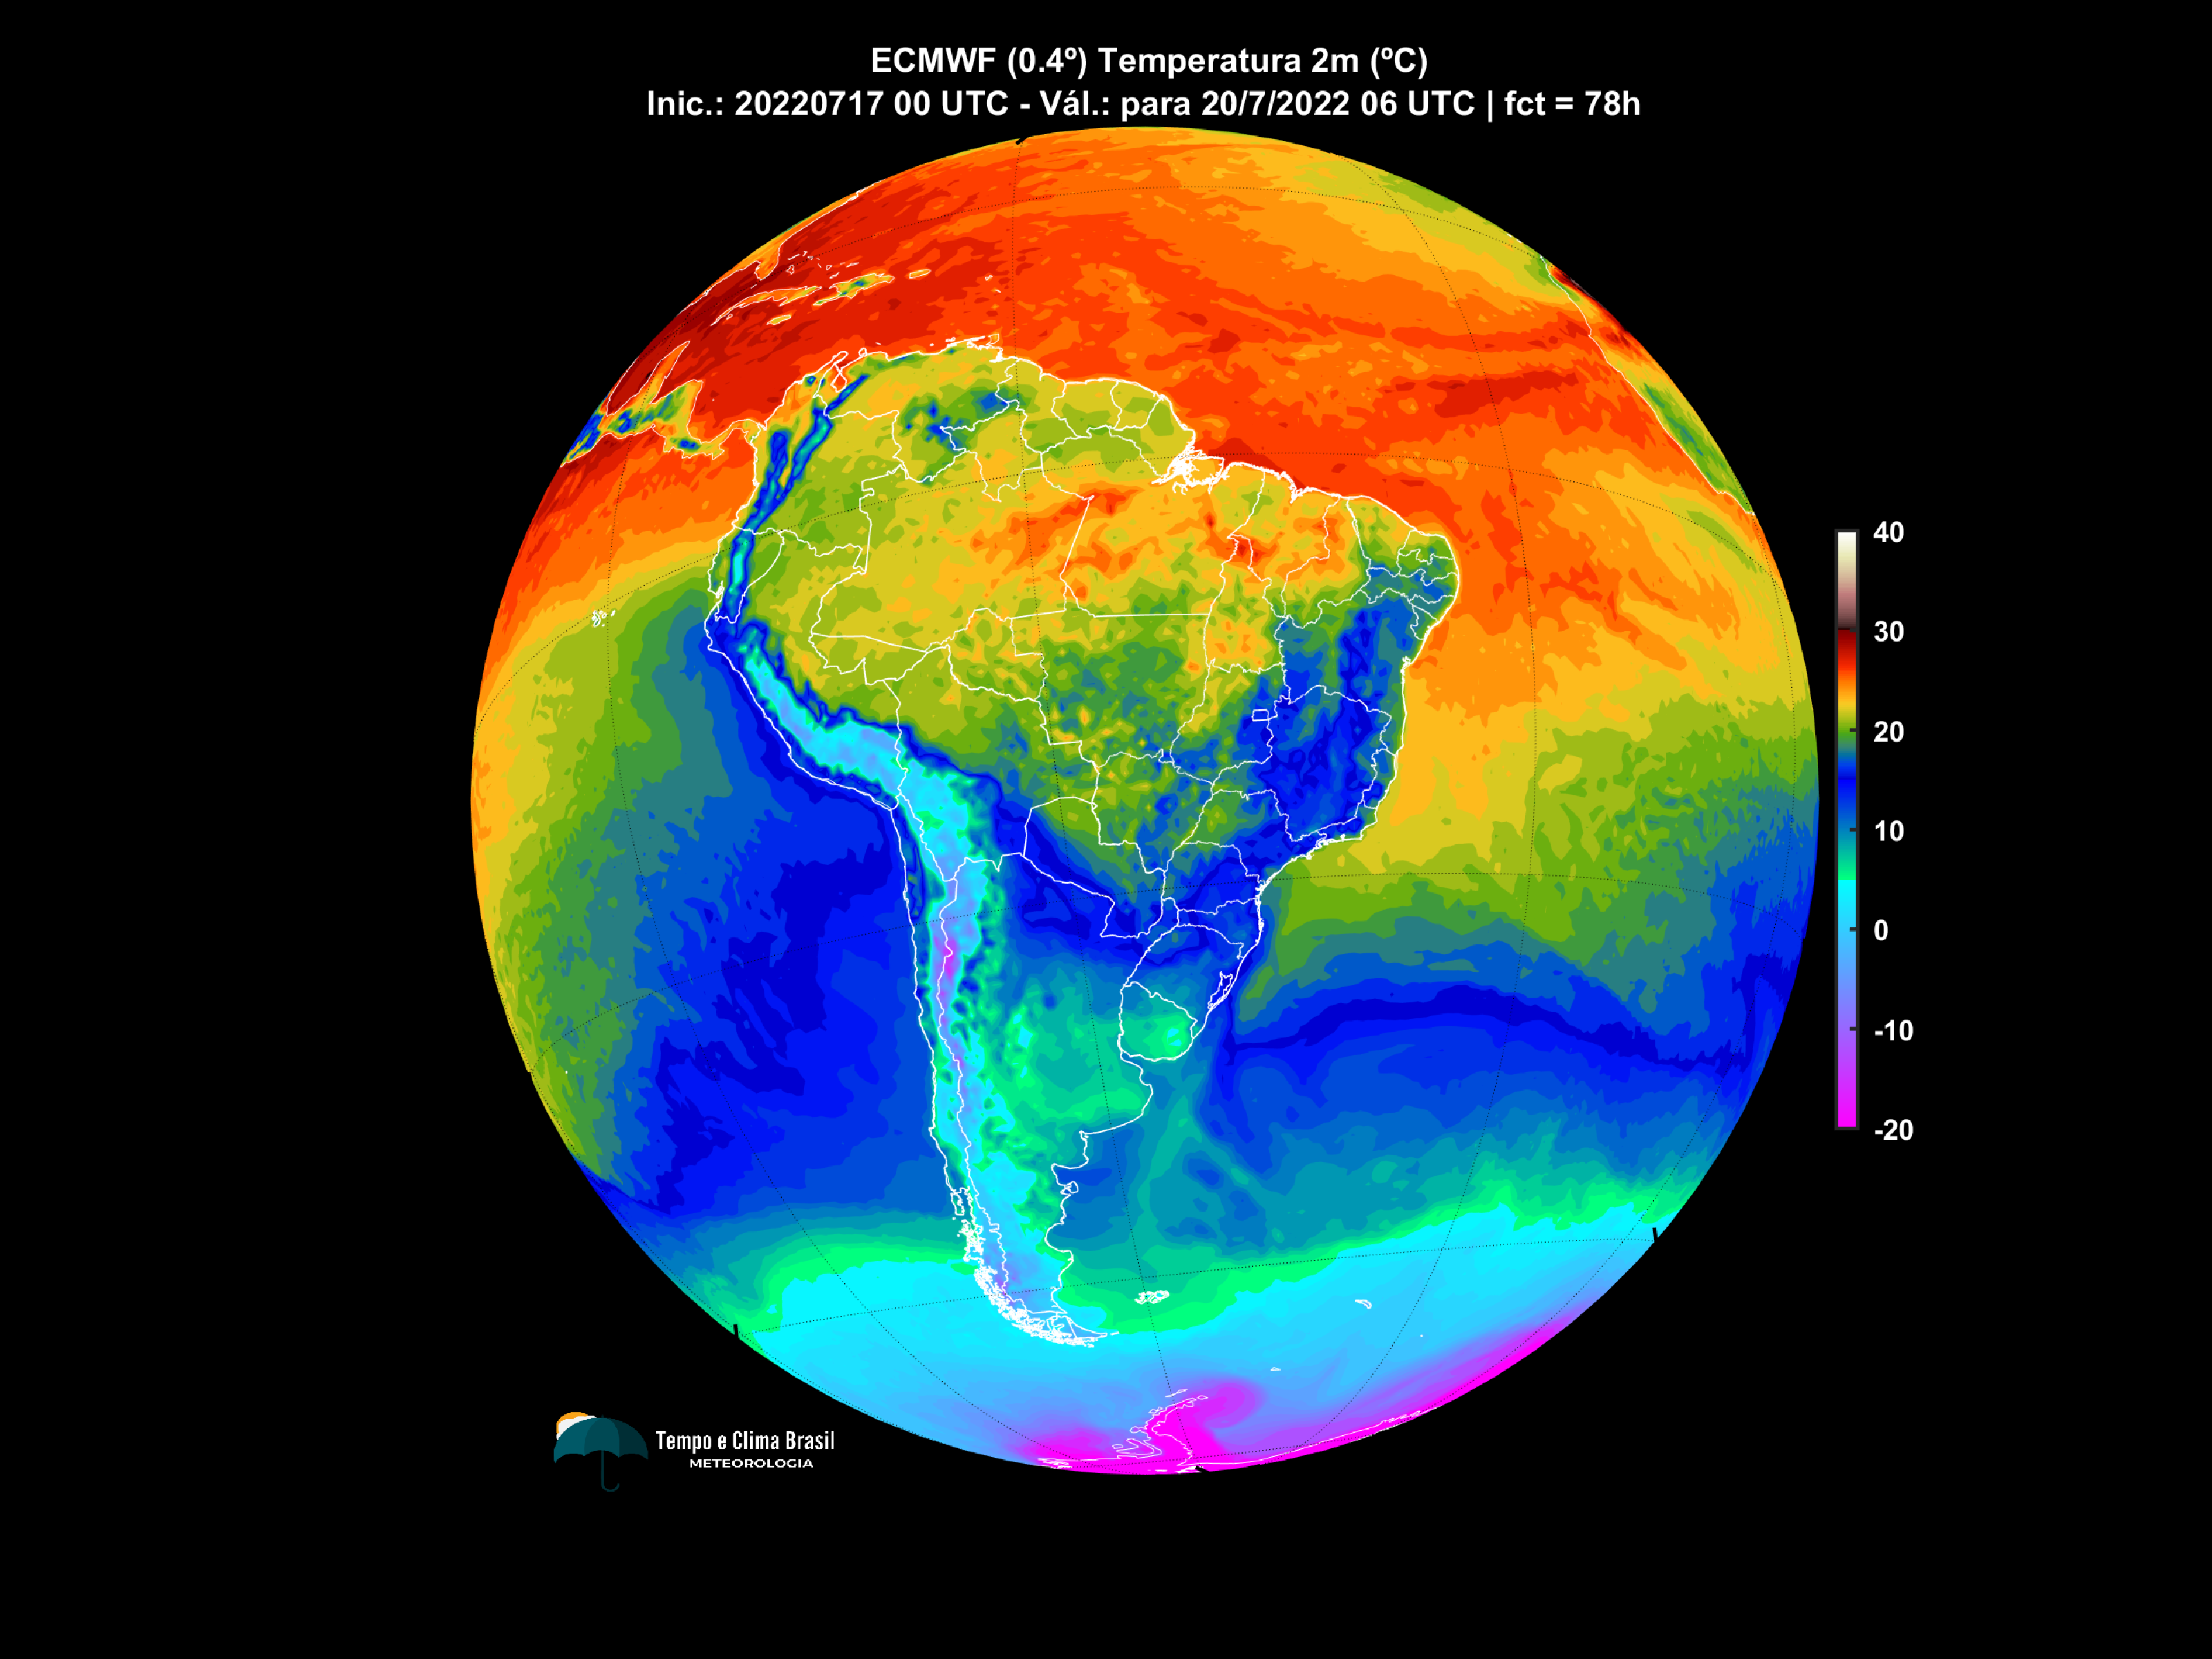 ECMWF (0.4º) Temperatura 2m (ºC)
Inic.: 20220717 00 UTC - Vál.: para 20/7/2022 06 UTC | fct = 78h
40
30
20
10
0
-10
-20
Tempo e Clima Brasil
METEOROLOGIA